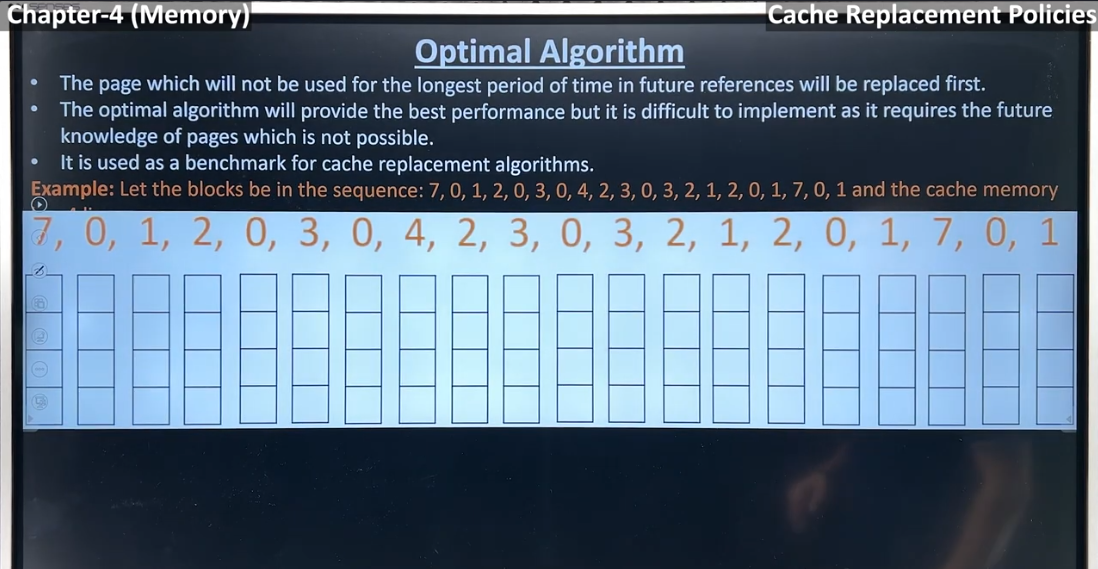 Chapter-4 (Memory)
Cache Replacement Policies
Optimal Algorithm
• The page which will not be used for the longest period of time in future references will be replaced first.
• The optimal algorithm will provide the best performance but it is difficult to implement as it requires the future
knowledge of pages which is not possible.
• It is used as a benchmark for cache replacement algorithms.
Example: Let the blocks be in the sequence: 7, 0, 1, 2, 0, 3, 0, 4, 2, 3, 0, 3, 2, 1, 2, 0, 1, 7, 0, 1 and the cache memory
7, 0, 1, 2, 0, 3, 0, 4, 2, 3, 0, 3, 2, 1, 2, 0, 1, 7, 0, 1